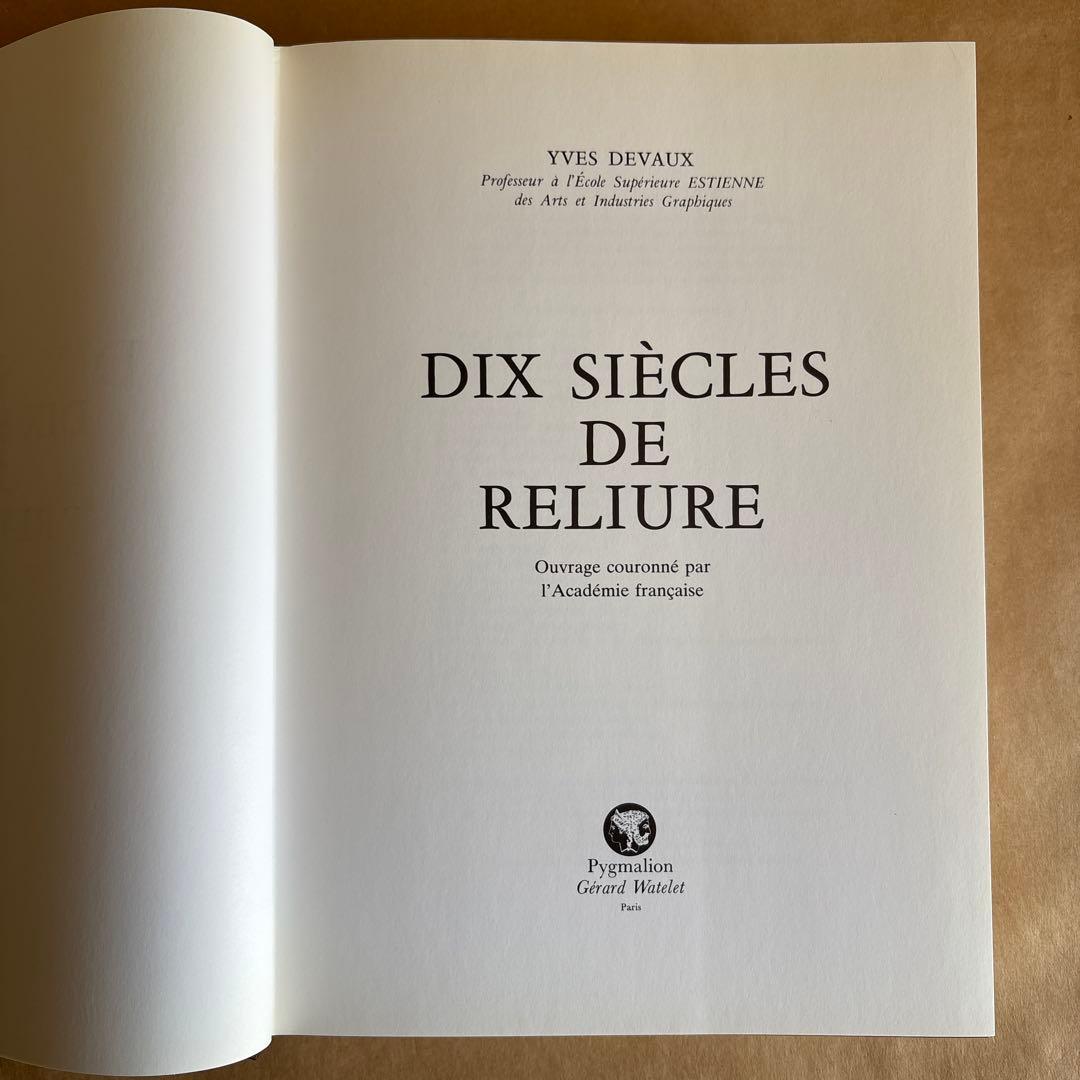 YVES DEVAUX
Professeur à l'École Supérieure ESTIENNE
des Arts et Industries Graphiques
DIX SIÈCLES
DE
RELIURE
Ouvrage couronné par
l'Académie française
Pygmalion
Gérard Watelet
Paris